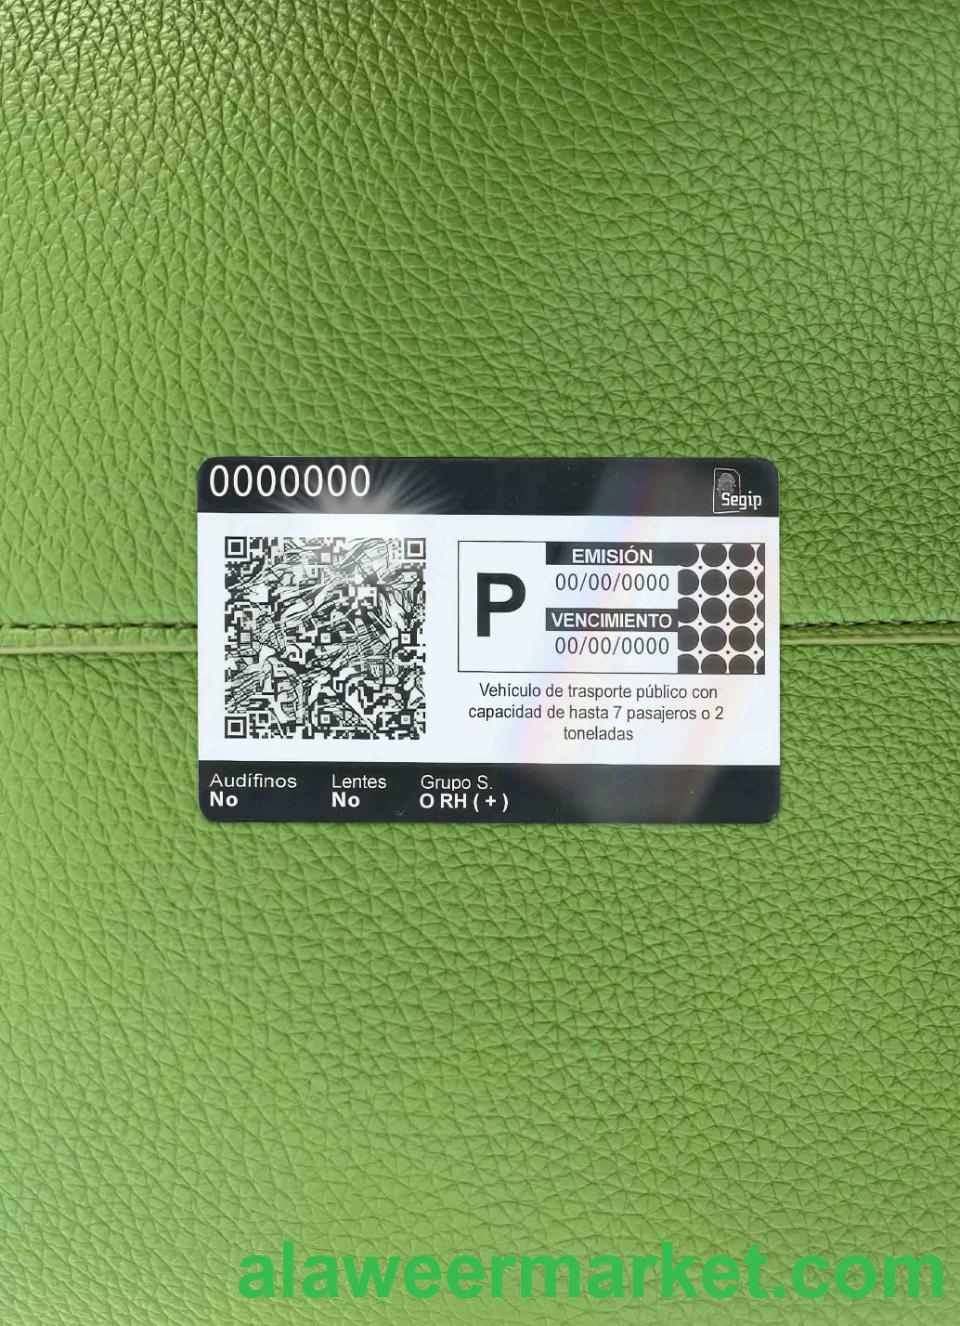 0000000
Segip
EMISIÓN
P
00/00/0000
VENCIMIENTO
00/00/0000
Vehículo de trasporte público con
capacidad de hasta 7 pasajeros o 2
toneladas
Audífinos Lentes Grupo S.
No No O RH ( + )
alaweermarket.com